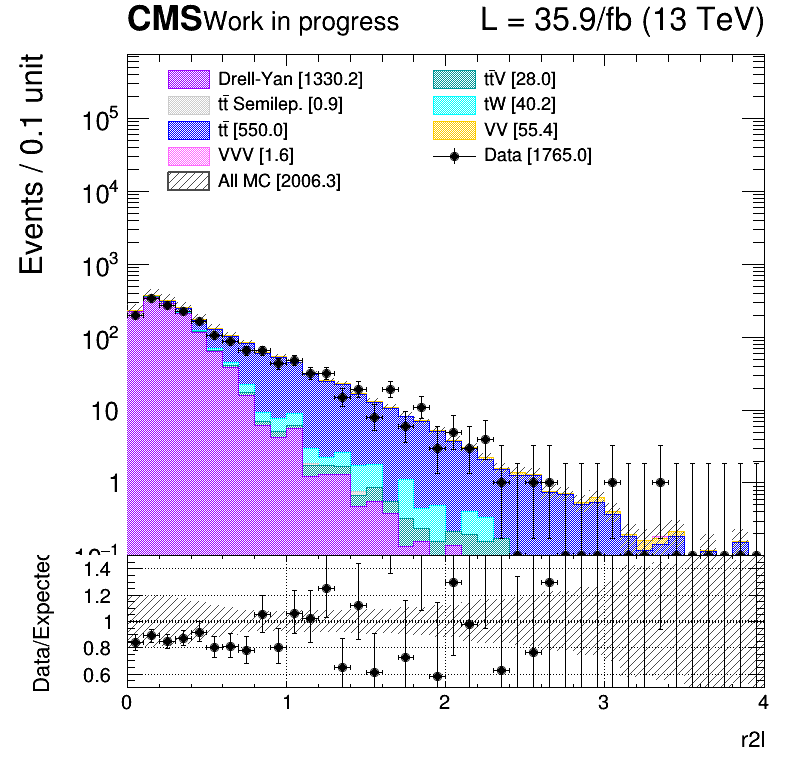 CMS Work in progress L = 35.9/fb (13 TeV)
Events / 0.1 unit
Drell-Yan [1330.2]
tt̄ Semilep. [0.9]
tt̄ [550.0]
VVV [1.6]
All MC [2006.3]
tt̄V [28.0]
tW [40.2]
VV [55.4]
Data [1765.0]
10⁵
10⁴
10³
10²
10
1
10⁻¹
Data/Expected
1.4
1.2
1
0.8
0.6
0 1 2 3 4
r2l